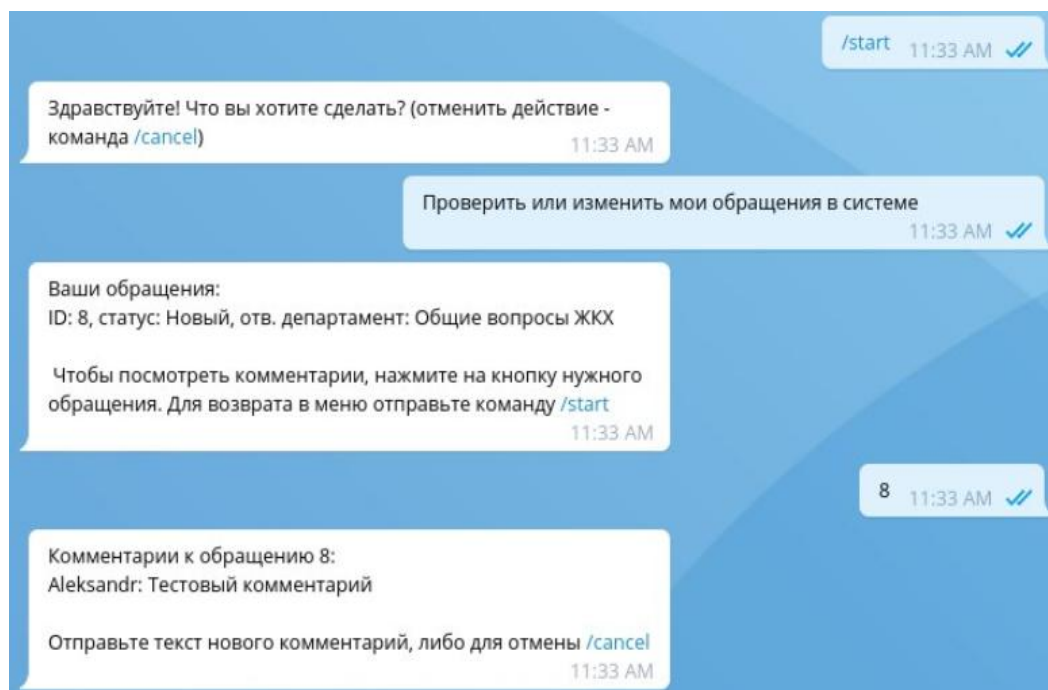 /start 11:33 AM
Здравствуйте! Что вы хотите сделать? (отменить действие -
команда /cancel) 11:33 AM
Проверить или изменить мои обращения в системе
11:33 AM
Ваши обращения:
ID: 8, статус: Новый, отв. департамент: Общие вопросы ЖКХ
Чтобы посмотреть комментарии, нажмите на кнопку нужного
обращения. Для возврата в меню отправьте команду /start
11:33 AM
8 11:33 AM
Комментарии к обращению 8:
Aleksandr: Тестовый комментарий
Отправьте текст нового комментарий, либо для отмены /cancel
11:33 AM